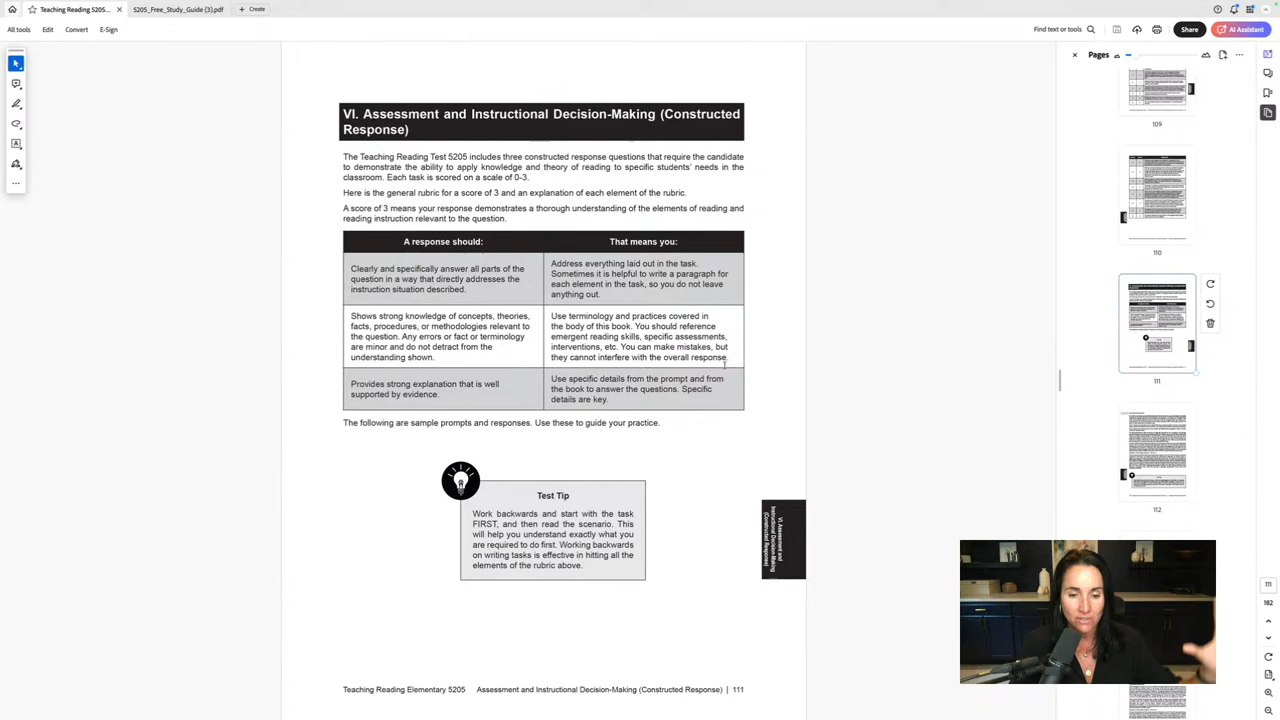 Teaching Reading 5205...
5205_Free_Study_Guide (3).pdf
Create
All tools
Edit
Convert
E-Sign
Find text or tools
Share
AI Assistant
VI. Assessment and Instructional Decision-Making (Constructed
Response)
The Teaching Reading Test 5205 includes three constructed response questions that require the candidate
to demonstrate the ability to apply knowledge and theory of reading to specific students' needs in the
classroom. Each task is scored on a scale of 0-3.
Here is the general rubric for a score of 3 and an explanation of each element of the rubric.
A score of 3 means your response demonstrates a thorough understanding of the elements of reading and
reading instruction relevant to the question.
A response should:
That means you:
Clearly and specifically answer all parts of the
question in a way that directly addresses the
instruction situation described.
Address everything laid out in the task.
Sometimes it is helpful to write a paragraph for
each element in the task, so you do not leave
anything out.
Shows strong knowledge of concepts, theories,
facts, procedures, or methodologies relevant to
the question. Any errors or fact or terminology
are minor and do not detract from the
understanding shown.
Use terminology and practices covered in
the body of this book. You should reference
emergent reading skills, specific assessments,
interventions, etc. You can make mistakes, but
they cannot interfere with the overall response.
Provides strong explanation that is well
supported by evidence.
Use specific details from the prompt and from
the book to answer the questions. Specific
details are key.
The following are sample prompts and responses. Use these to guide your practice.
Test Tip
Work backwards and start with the task
FIRST, and then read the scenario. This
will help you understand exactly what you
are required to do first. Working backwards
on writing tasks is effective in hitting all the
elements of the rubric above.
VI. Assessment and
Instructional Decision-Making
(Constructed Response)
Teaching Reading Elementary 5205 Assessment and Instructional Decision-Making (Constructed Response) | 111
Pages
109
110
111
112
111
182